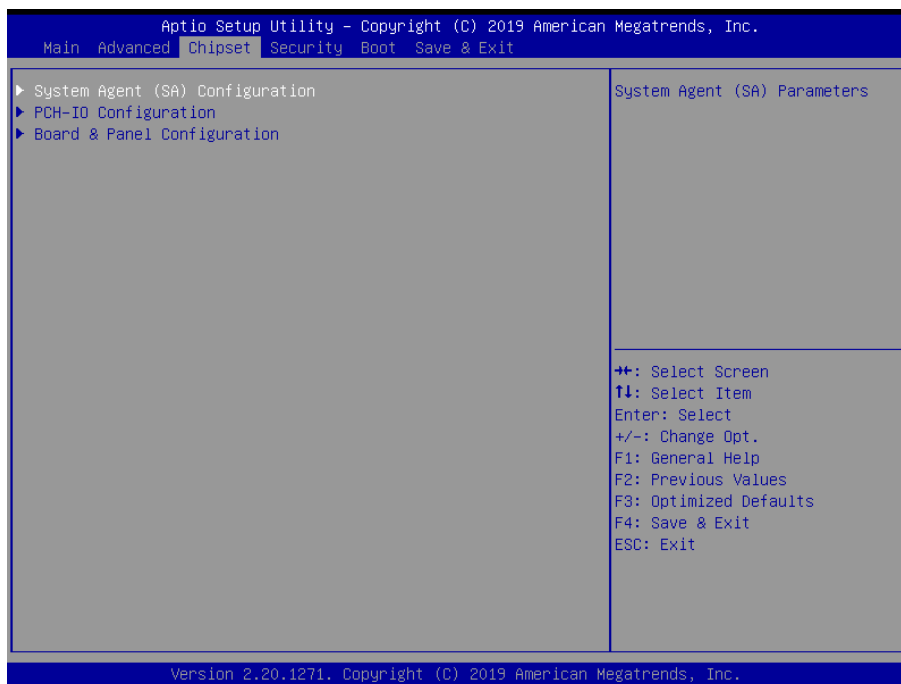 Aptio Setup Utility – Copyright (C) 2019 American Megatrends, Inc.
Main Advanced Chipset Security Boot Save & Exit
▶ System Agent (SA) Configuration
▶ PCH-IO Configuration
▶ Board & Panel Configuration
System Agent (SA) Parameters
→←: Select Screen
↑↓: Select Item
Enter: Select
+/-: Change Opt.
F1: General Help
F2: Previous Values
F3: Optimized Defaults
F4: Save & Exit
ESC: Exit
Version 2.20.1271. Copyright (C) 2019 American Megatrends, Inc.